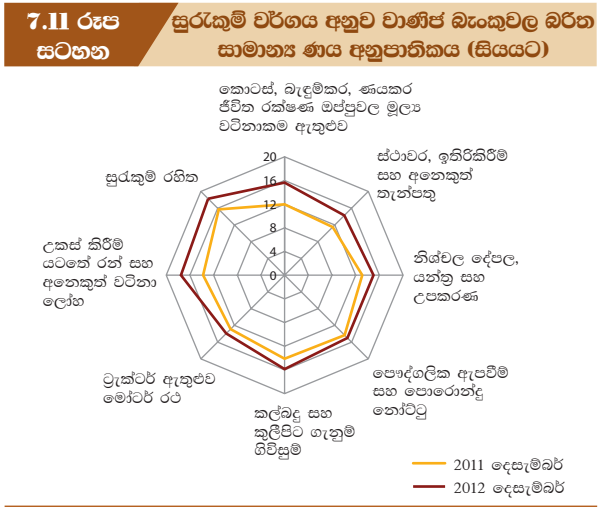 7.11 රූප
සටහන
සුරැකුම් වර්ගය අනුව වාණිජ බැංකුවල බරිත
සාමාන්‍ය ණය අනුපාතිකය (සියයට)
කොටස්, බැඳුම්කර, ණයකර
ජීවිත රක්ෂණ ඔප්පුවල මූල්‍ය
වටිනාකම ඇතුළුව
ස්ථාවර, ඉතිරිකිරීම්
සහ අනෙකුත්
තැන්පතු
නිශ්චල දේපල,
යන්ත්‍ර සහ
උපකරණ
පෞද්ගලික ඇපවීම්
සහ පොරොන්දු
නෝට්ටු
කල්බදු සහ
කුලීපිට ගැනුම්
ගිවිසුම්
ට්‍රැක්ටර් ඇතුළුව
මෝටර් රථ
උකස් කිරීම්
යටතේ රන් සහ
අනෙකුත් වටිනා
ලෝහ
සුරැකුම් රහිත
20
16
12
8
4
0
2011 දෙසැම්බර්
2012 දෙසැම්බර්